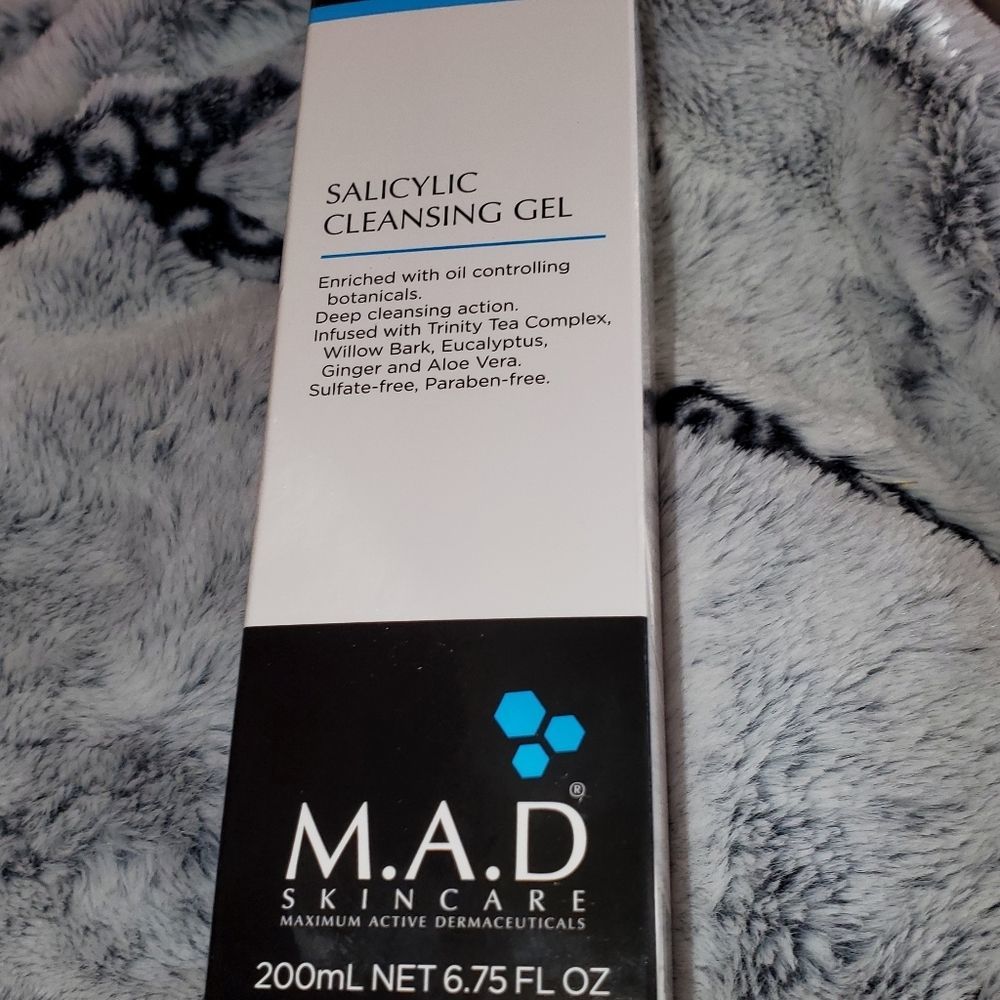 SALICYLIC
CLEANSING GEL
Enriched with oil controlling
botanicals.
Deep cleansing action.
Infused with Trinity Tea Complex,
Willow Bark, Eucalyptus,
Ginger and Aloe Vera.
Sulfate-free, Paraben-free.
M.A.D®
SKINCARE
MAXIMUM ACTIVE DERMACEUTICALS
200mL NET 6.75 FL OZ